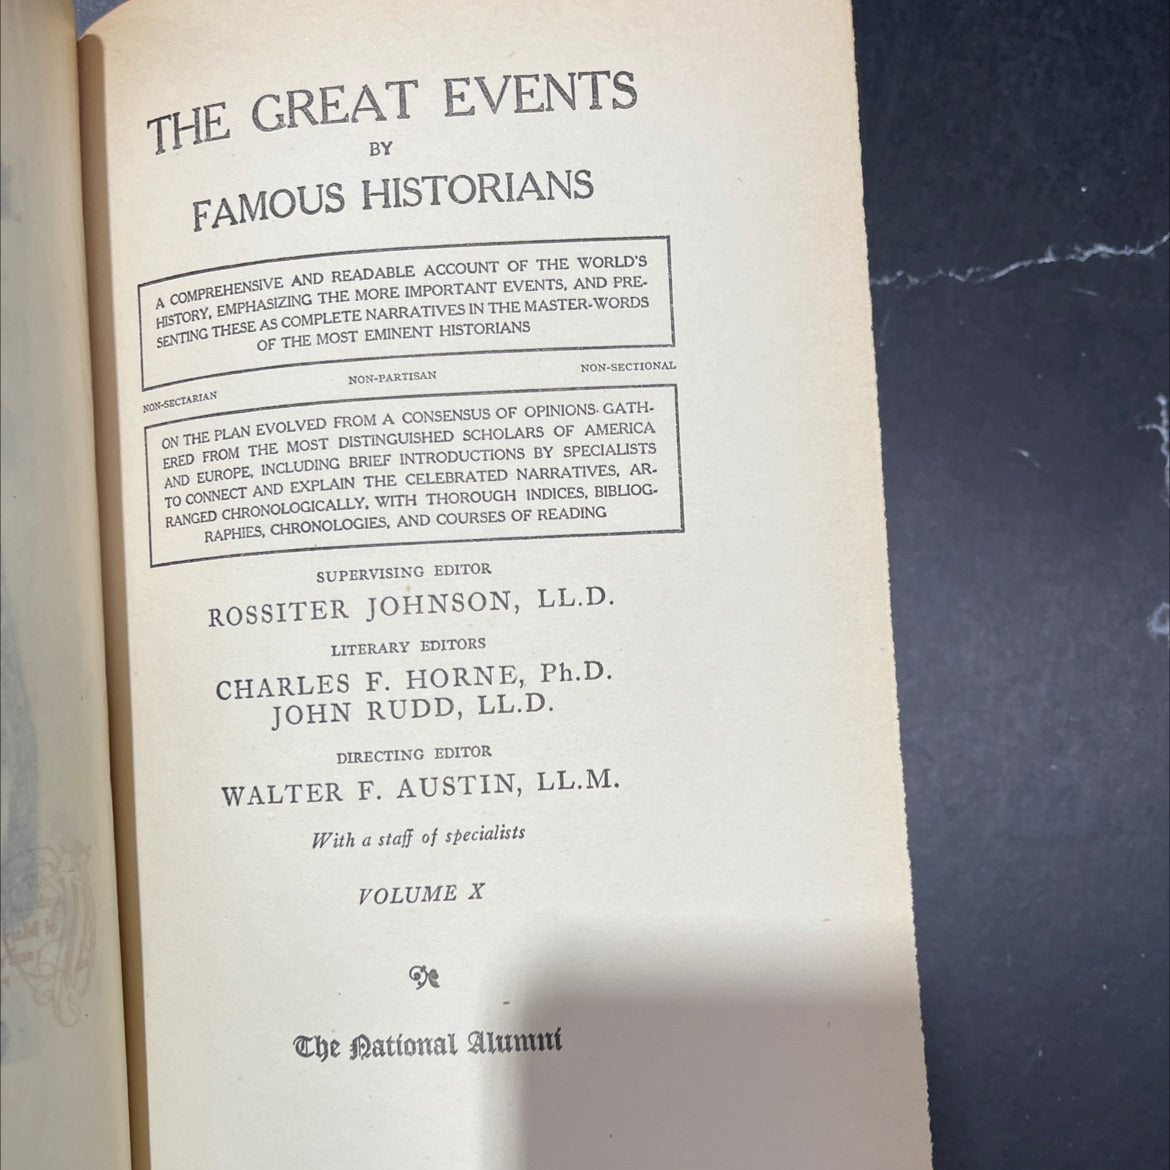 THE GREAT EVENTS
BY
FAMOUS HISTORIANS
A COMPREHENSIVE AND READABLE ACCOUNT OF THE WORLD'S
HISTORY, EMPHASIZING THE MORE IMPORTANT EVENTS, AND PRE-
SENTING THESE AS COMPLETE NARRATIVES IN THE MASTER-WORDS
OF THE MOST EMINENT HISTORIANS
NON-SECTARIAN NON-PARTISAN NON-SECTIONAL
ON THE PLAN EVOLVED FROM A CONSENSUS OF OPINIONS GATH-
ERED FROM THE MOST DISTINGUISHED SCHOLARS OF AMERICA
AND EUROPE, INCLUDING BRIEF INTRODUCTIONS BY SPECIALISTS
TO CONNECT AND EXPLAIN THE CELEBRATED NARRATIVES, AR-
RANGED CHRONOLOGICALLY, WITH THOROUGH INDICES, BIBLIOG-
RAPHIES, CHRONOLOGIES, AND COURSES OF READING
SUPERVISING EDITOR
ROSSITER JOHNSON, LL.D.
LITERARY EDITORS
CHARLES F. HORNE, Ph.D.
JOHN RUDD, LL.D.
DIRECTING EDITOR
WALTER F. AUSTIN, LL.M.
With a staff of specialists
VOLUME X
The National Alumni